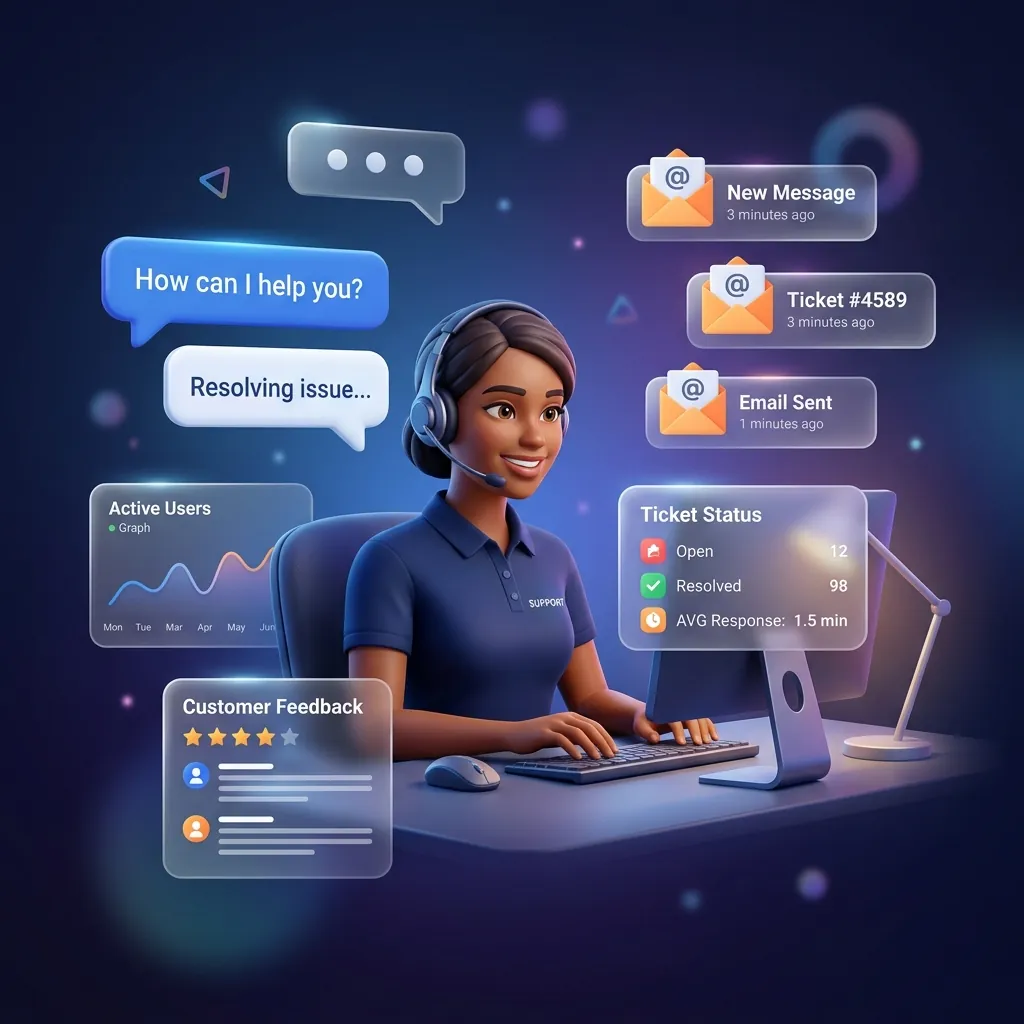 How can I help you?
Resolving issue...
@
New Message
3 minutes ago
@
Ticket #4589
3 minutes ago
@
Email Sent
1 minutes ago
Active Users
Graph
Mon Tue Mar Apr May Jun
SUPPORT
Ticket Status
Open 12
Resolved 98
AVG Response: 1.5 min
Customer Feedback